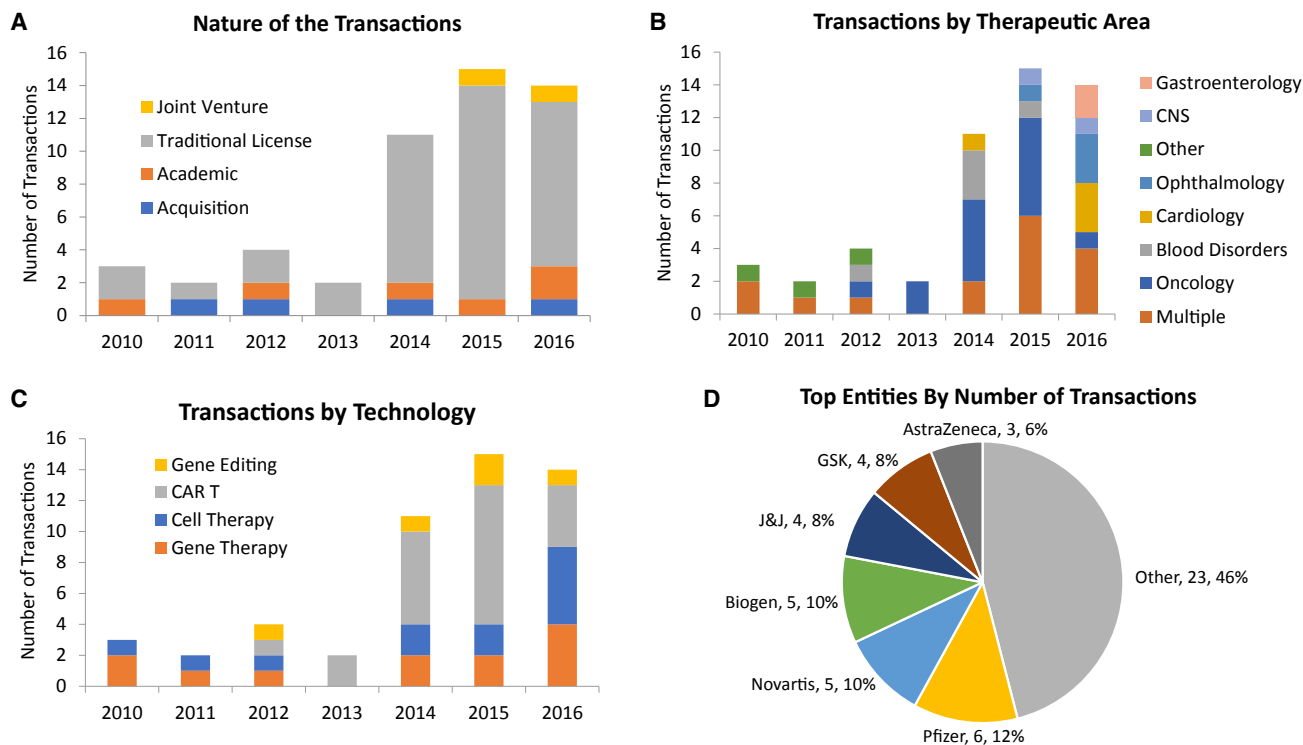 A
Nature of the Transactions
Number of Transactions
16
14
12
10
8
6
4
2
0
Joint Venture
Traditional License
Academic
Acquisition
2010 2011 2012 2013 2014 2015 2016
B
Transactions by Therapeutic Area
Number of Transactions
16
14
12
10
8
6
4
2
0
2010 2011 2012 2013 2014 2015 2016
Gastroenterology
CNS
Other
Ophthalmology
Cardiology
Blood Disorders
Oncology
Multiple
C
Transactions by Technology
Number of Transactions
16
14
12
10
8
6
4
2
0
Gene Editing
CAR T
Cell Therapy
Gene Therapy
2010 2011 2012 2013 2014 2015 2016
D
Top Entities By Number of Transactions
AstraZeneca, 3, 6%
GSK, 4, 8%
J&J, 4, 8%
Biogen, 5, 10%
Novartis, 5, 10%
Pfizer, 6, 12%
Other, 23, 46%